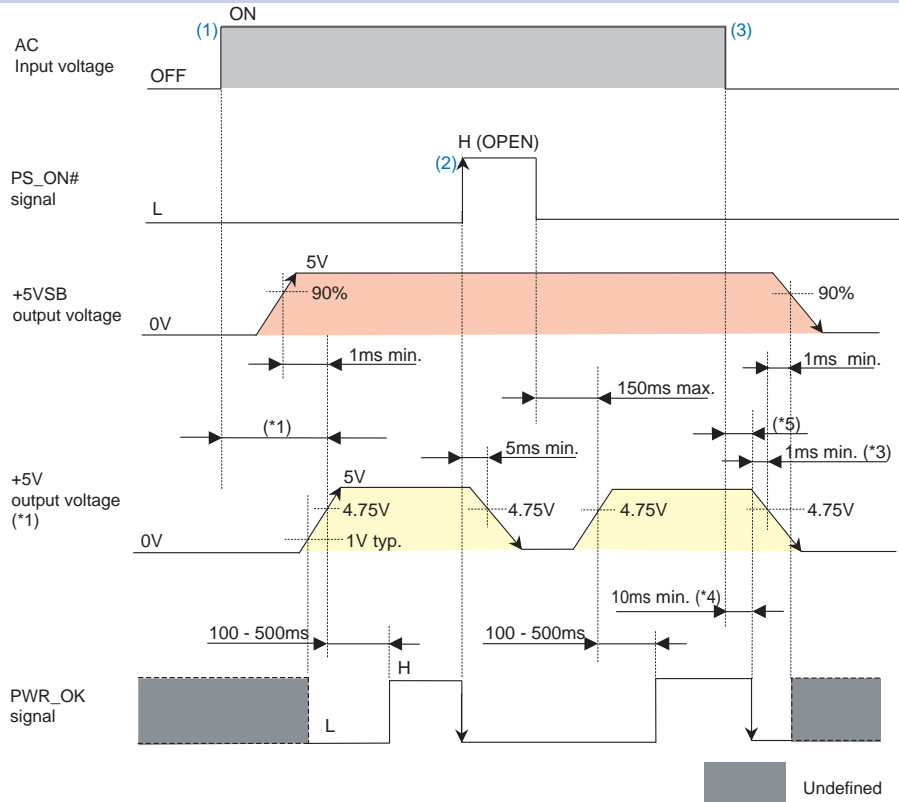 ON
(1)
(3)
AC
Input voltage
OFF
H (OPEN)
(2)
PS_ON#
signal
L
5V
90%
90%
+5VSB
output voltage
0V
1ms min.
1ms min.
150ms max.
(*1)
(*5)
5ms min.
1ms min. (*3)
+5V
output voltage
(*1)
5V
4.75V
4.75V
4.75V
4.75V
1V typ.
0V
10ms min. (*4)
100 - 500ms
100 - 500ms
H
PWR_OK
signal
L
Undefined